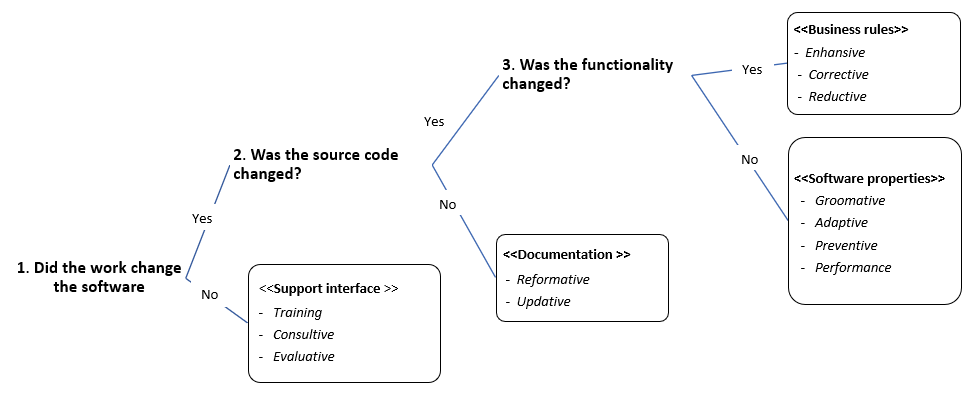 1. Did the work change
the software
Yes
No
<<Support interface >>
- Training
- Consultive
- Evaluative
2. Was the source code
changed?
Yes
No
<<Documentation >>
- Reformative
- Updative
3. Was the functionality
changed?
Yes
No
<<Business rules>>
- Enhansive
- Corrective
- Reductive
<<Software properties>>
- Groomative
- Adaptive
- Preventive
- Performance